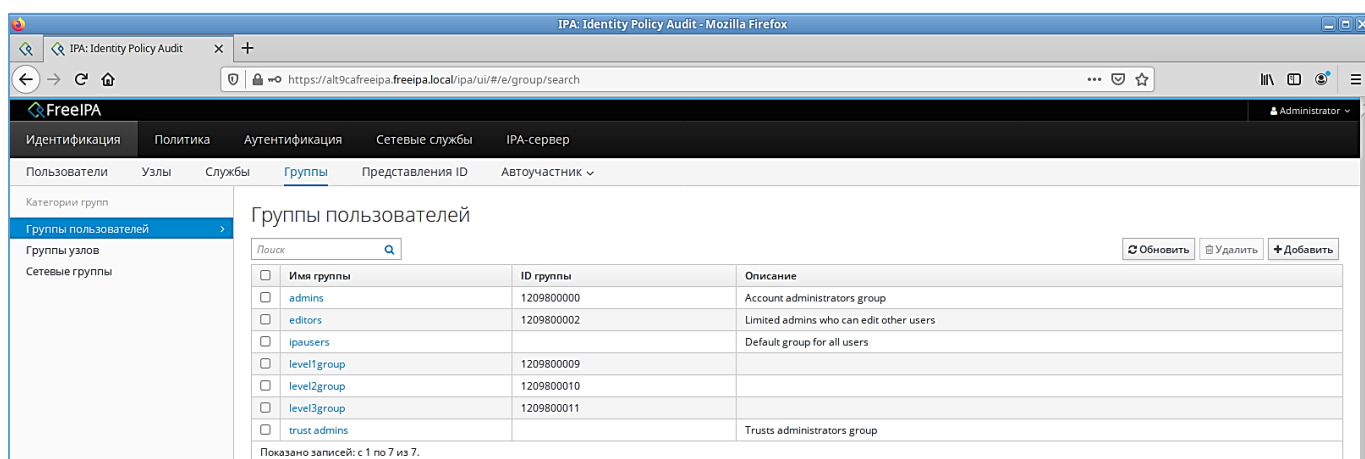 IPA: Identity Policy Audit - Mozilla Firefox
IPA: Identity Policy Audit
https://alt9cafreeipa.freeipa.local/ipa/ui/#/e/group/search
FreeIPA Administrator
Идентификация Политика Аутентификация Сетевые службы IPA-сервер
Пользователи Узлы Службы Группы Представления ID Автоучастник
Категории групп
Группы пользователей
Группы узлов
Сетевые группы
Группы пользователей
Поиск Обновить Удалить Добавить
Имя группы ID группы Описание
admins 1209800000 Account administrators group
editors 1209800002 Limited admins who can edit other users
ipausers Default group for all users
level1group 1209800009
level2group 1209800010
level3group 1209800011
trust admins Trusts administrators group
Показано записей: с 1 по 7 из 7.